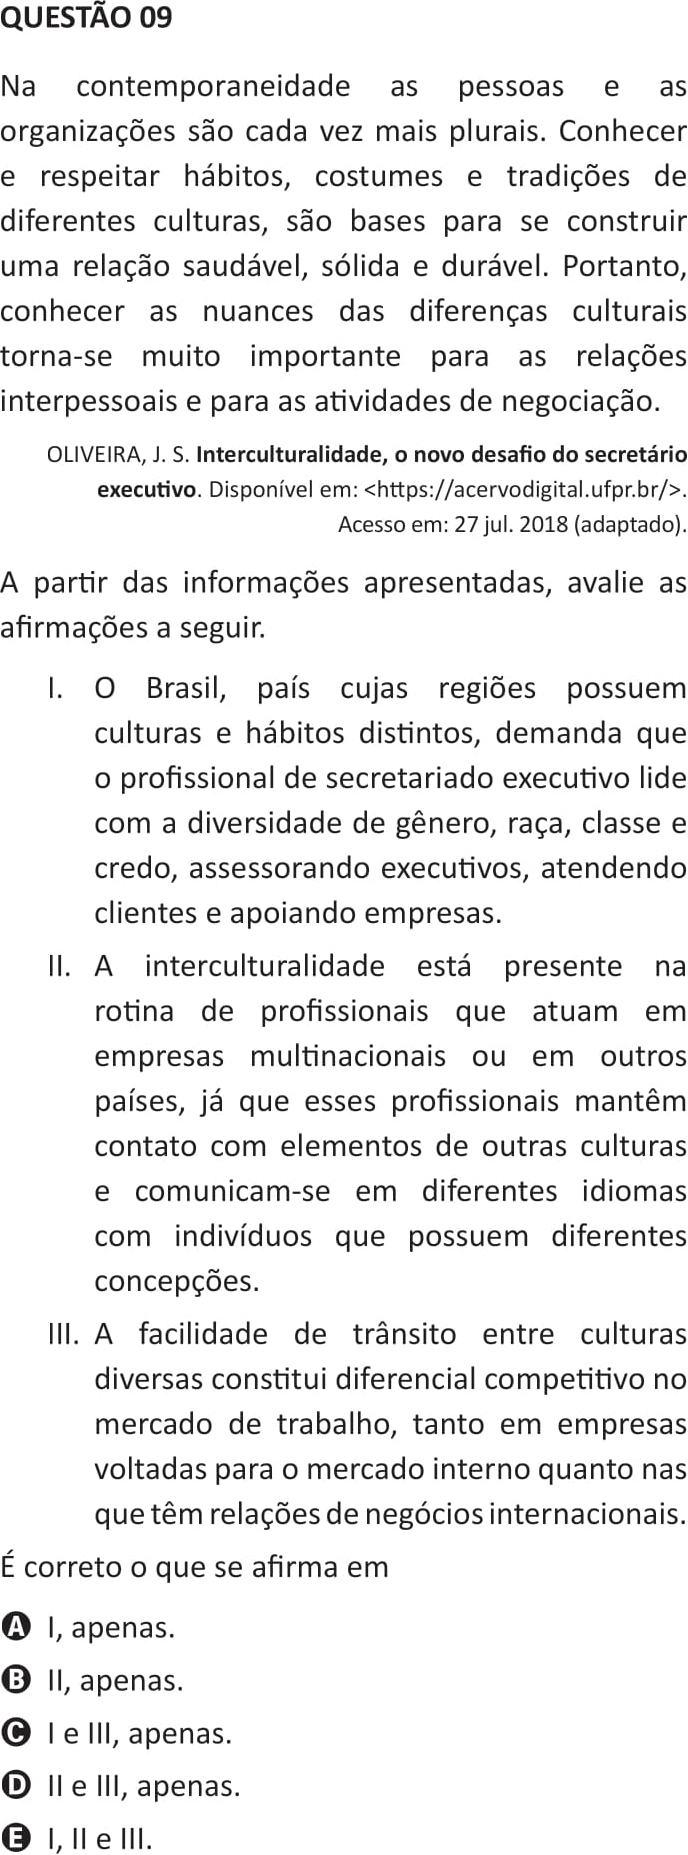 QUESTÃO 09
Na contemporaneidade as pessoas e as
organizações são cada vez mais plurais. Conhecer
e respeitar hábitos, costumes e tradições de
diferentes culturas, são bases para se construir
uma relação saudável, sólida e durável. Portanto,
conhecer as nuances das diferenças culturais
torna-se muito importante para as relações
interpessoais e para as atividades de negociação.
OLIVEIRA, J. S. Interculturalidade, o novo desafio do secretário
executivo. Disponível em: <https://acervodigital.ufpr.br/>.
Acesso em: 27 jul. 2018 (adaptado).
A partir das informações apresentadas, avalie as
afirmações a seguir.
I. O Brasil, país cujas regiões possuem
culturas e hábitos distintos, demanda que
o profissional de secretariado executivo lide
com a diversidade de gênero, raça, classe e
credo, assessorando executivos, atendendo
clientes e apoiando empresas.
II. A interculturalidade está presente na
rotina de profissionais que atuam em
empresas multinacionais ou em outros
países, já que esses profissionais mantêm
contato com elementos de outras culturas
e comunicam-se em diferentes idiomas
com indivíduos que possuem diferentes
concepções.
III. A facilidade de trânsito entre culturas
diversas constitui diferencial competitivo no
mercado de trabalho, tanto em empresas
voltadas para o mercado interno quanto nas
que têm relações de negócios internacionais.
É correto o que se afirma em
A I, apenas.
B II, apenas.
C I e III, apenas.
D II e III, apenas.
E I, II e III.